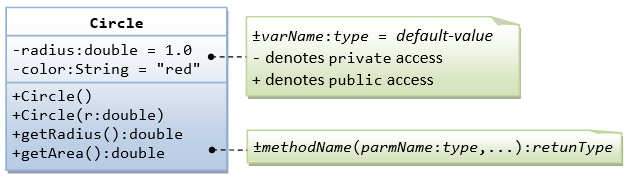 Circle
-radius:double = 1.0
-color:String = "red"
+Circle()
+Circle(r:double)
+getRadius():double
+getArea():double
±varName:type = default-value
- denotes private access
+ denotes public access
±methodName(parmName:type,...):retunType